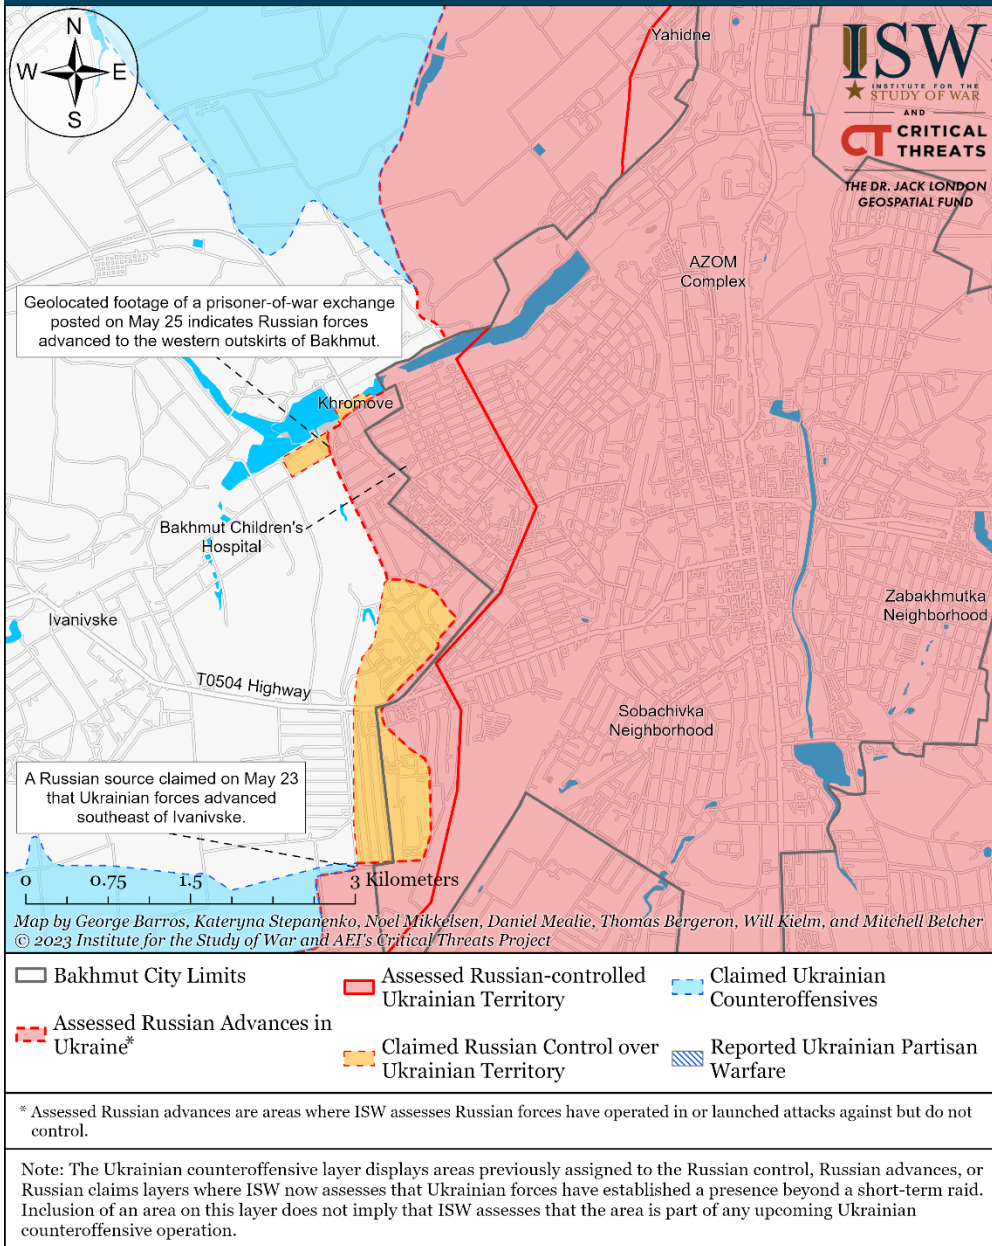 N
W
E
S
Yahidne
ISW
INSTITUTE FOR THE
STUDY OF WAR
AND
CT CRITICAL
THREATS
THE DR. JACK LONDON
GEOSPATIAL FUND
AZOM
Complex
Geolocated footage of a prisoner-of-war exchange
posted on May 25 indicates Russian forces
advanced to the western outskirts of Bakhmut.
Khromove
Bakhmut Children's
Hospital
Ivanivske
Zabakhmutka
Neighborhood
T0504 Highway
Sobachivka
Neighborhood
A Russian source claimed on May 23
that Ukrainian forces advanced
southeast of Ivanivske.
0 0.75 1.5 3 Kilometers
Map by George Barros, Kateryna Stepanenko, Noel Mikkelsen, Daniel Mealie, Thomas Bergeron, Will Kielm, and Mitchell Belcher
© 2023 Institute for the Study of War and AEI's Critical Threats Project
Bakhmut City Limits
Assessed Russian Advances in
Ukraine*
Assessed Russian-controlled
Ukrainian Territory
Claimed Russian Control over
Ukrainian Territory
Claimed Ukrainian
Counteroffensives
Reported Ukrainian Partisan
Warfare
* Assessed Russian advances are areas where ISW assesses Russian forces have operated in or launched attacks against but do not
control.
Note: The Ukrainian counteroffensive layer displays areas previously assigned to the Russian control, Russian advances, or
Russian claims layers where ISW now assesses that Ukrainian forces have established a presence beyond a short-term raid.
Inclusion of an area on this layer does not imply that ISW assesses that the area is part of any upcoming Ukrainian
counteroffensive operation.